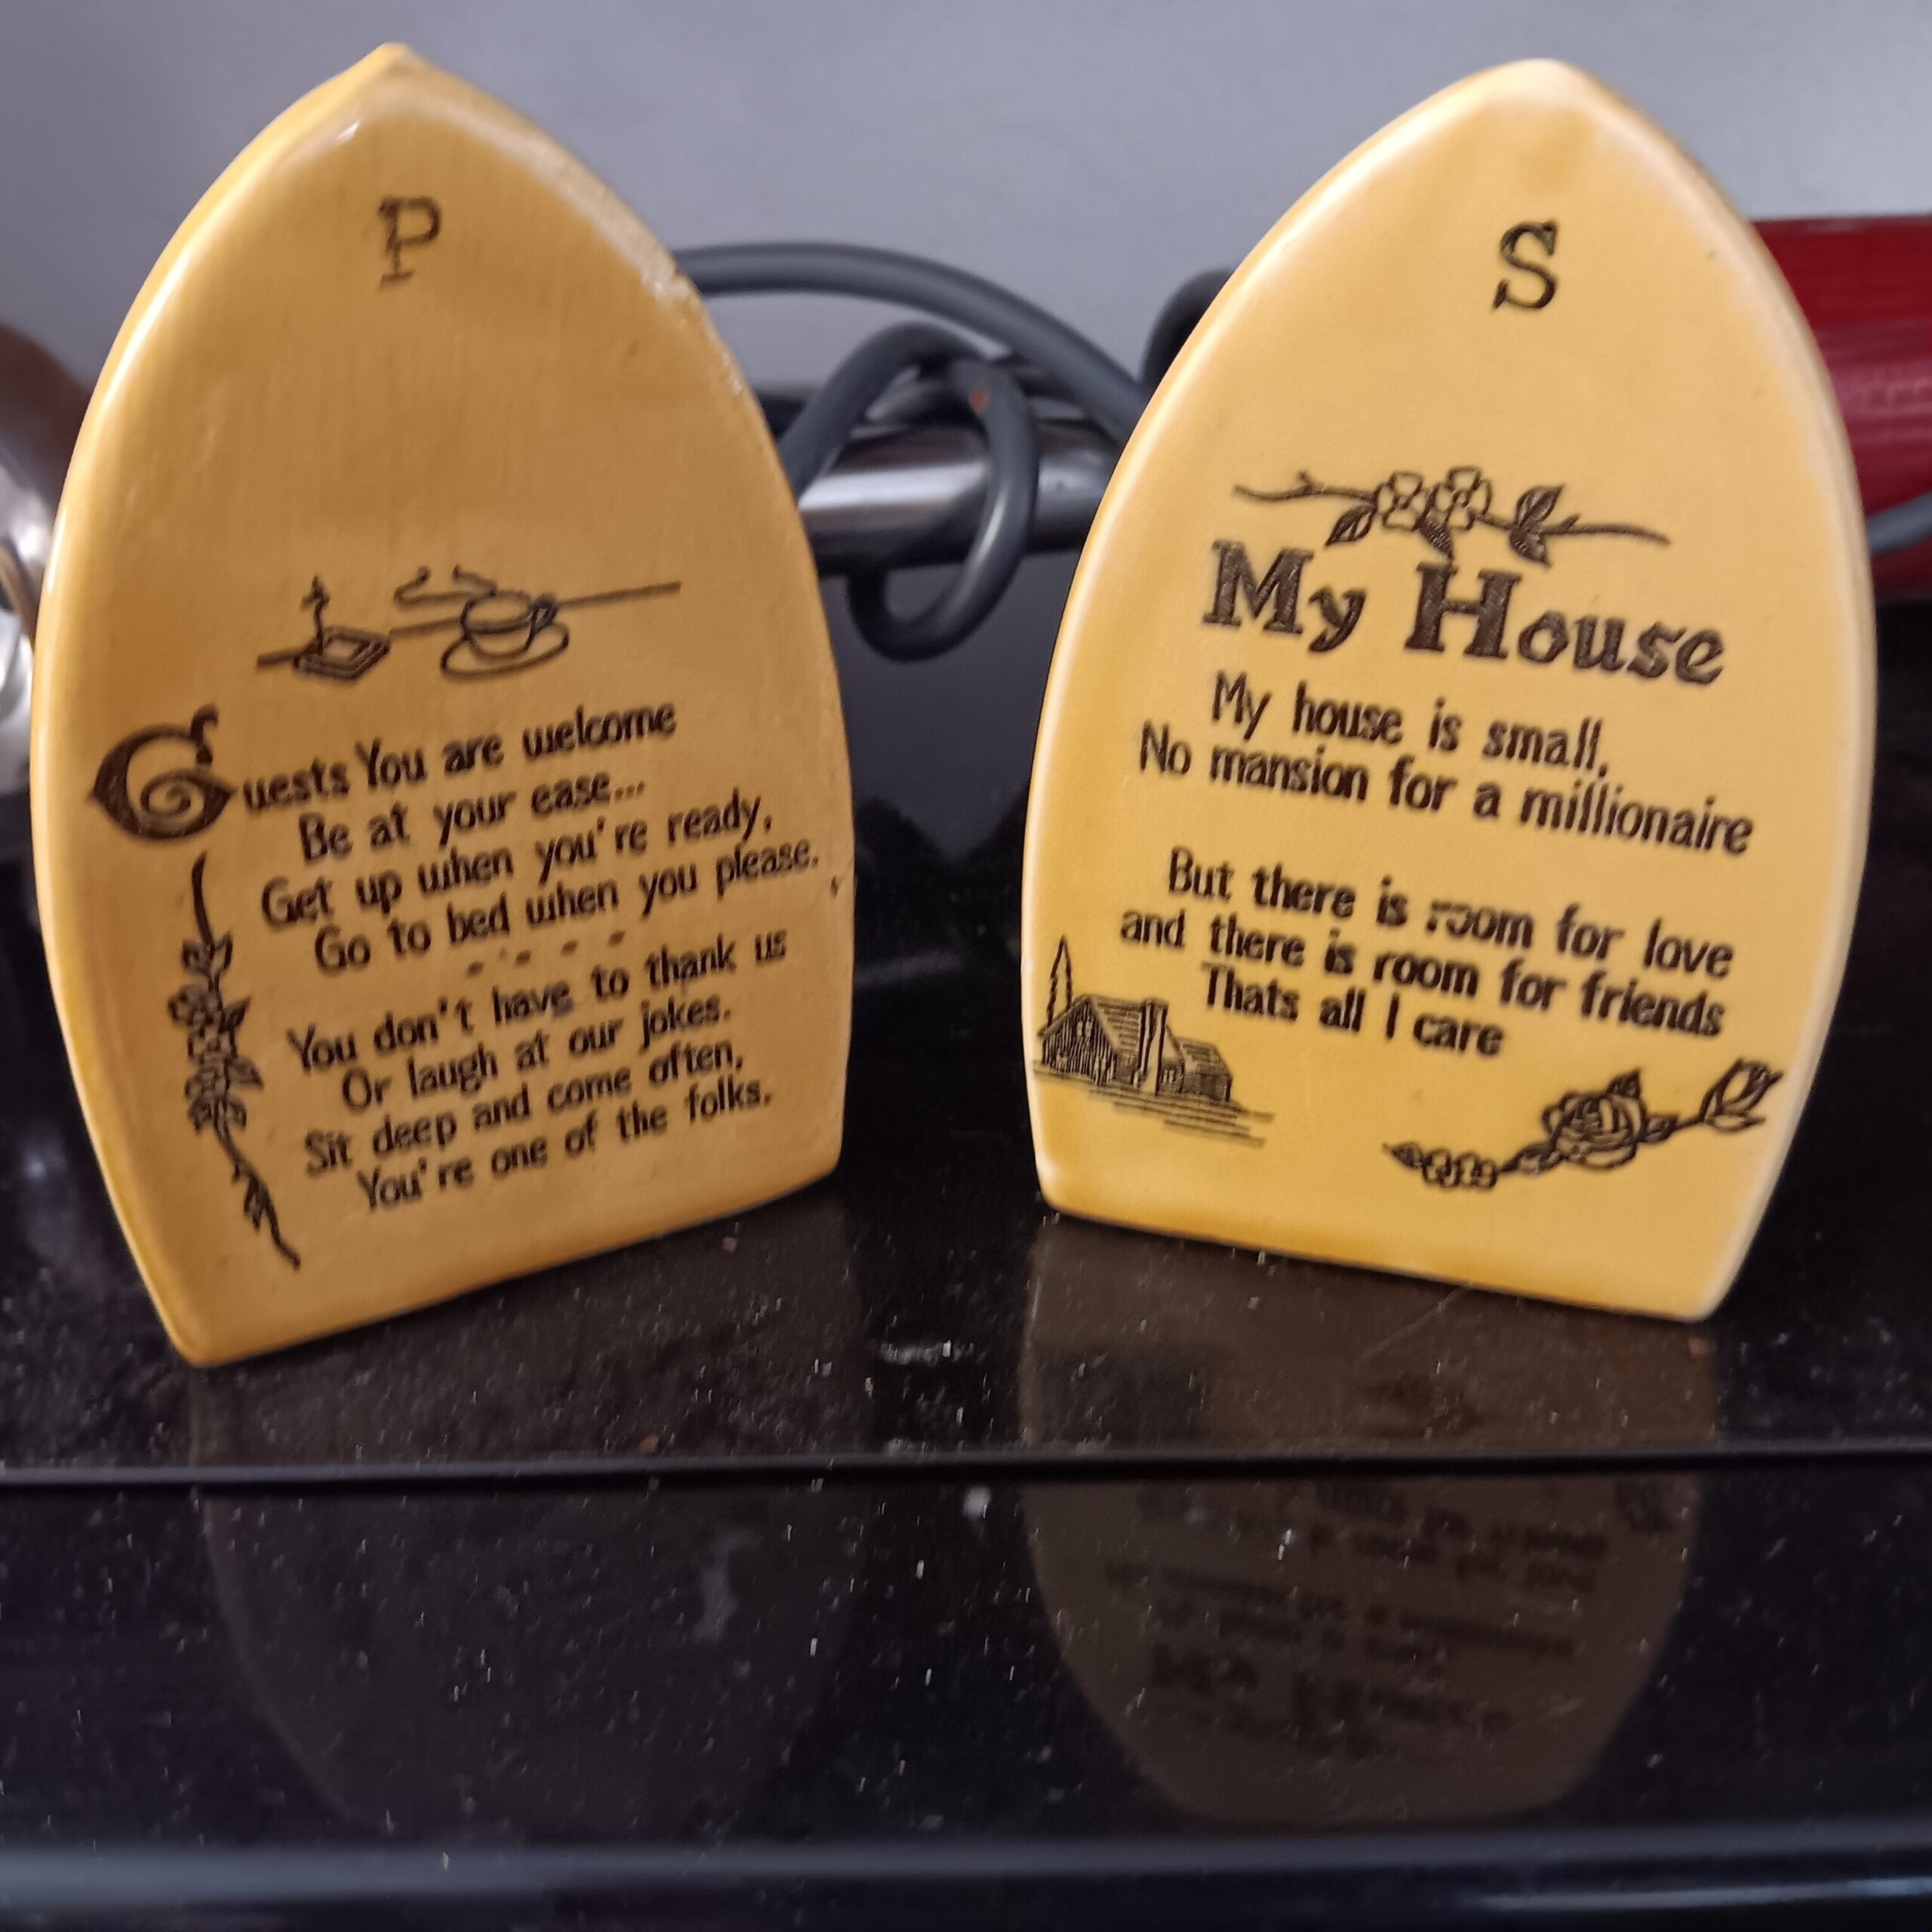 P
Guests You are welcome
Be at your ease...
Get up when you're ready,
Go to bed when you please.
- - - - -
You don't have to thank us
Or laugh at our jokes.
Sit deep and come often,
You're one of the folks.
S
My House
My house is small,
No mansion for a millionaire
But there is room for love
and there is room for friends
Thats all I care